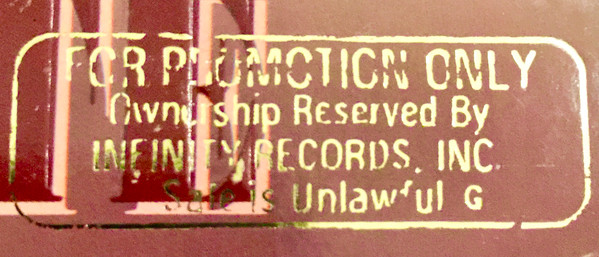 FOR PROMOTION ONLY
Ownership Reserved By
INFINITY RECORDS, INC.
Sale is Unlawful G